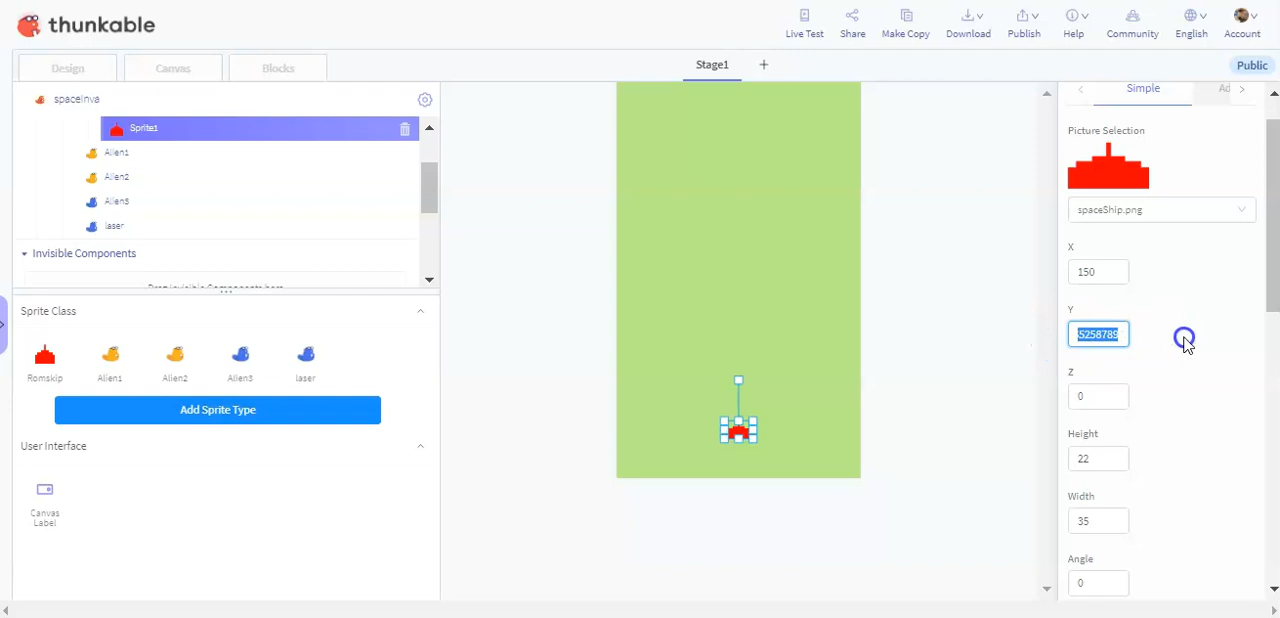 thunkable
Live Test
Share
Make Copy
Download
Publish
Help
Community
English
Account
Design
Canvas
Blocks
Stage1
+
Public
spaceInva
Sprite1
Alien1
Alien2
Alien3
laser
Invisible Components
Sprite Class
Romskip
Alien1
Alien2
Alien3
laser
Add Sprite Type
User Interface
Canvas
Label
Simple
Ad
Picture Selection
spaceShip.png
X
150
Y
5258789
Z
0
Height
22
Width
35
Angle
0